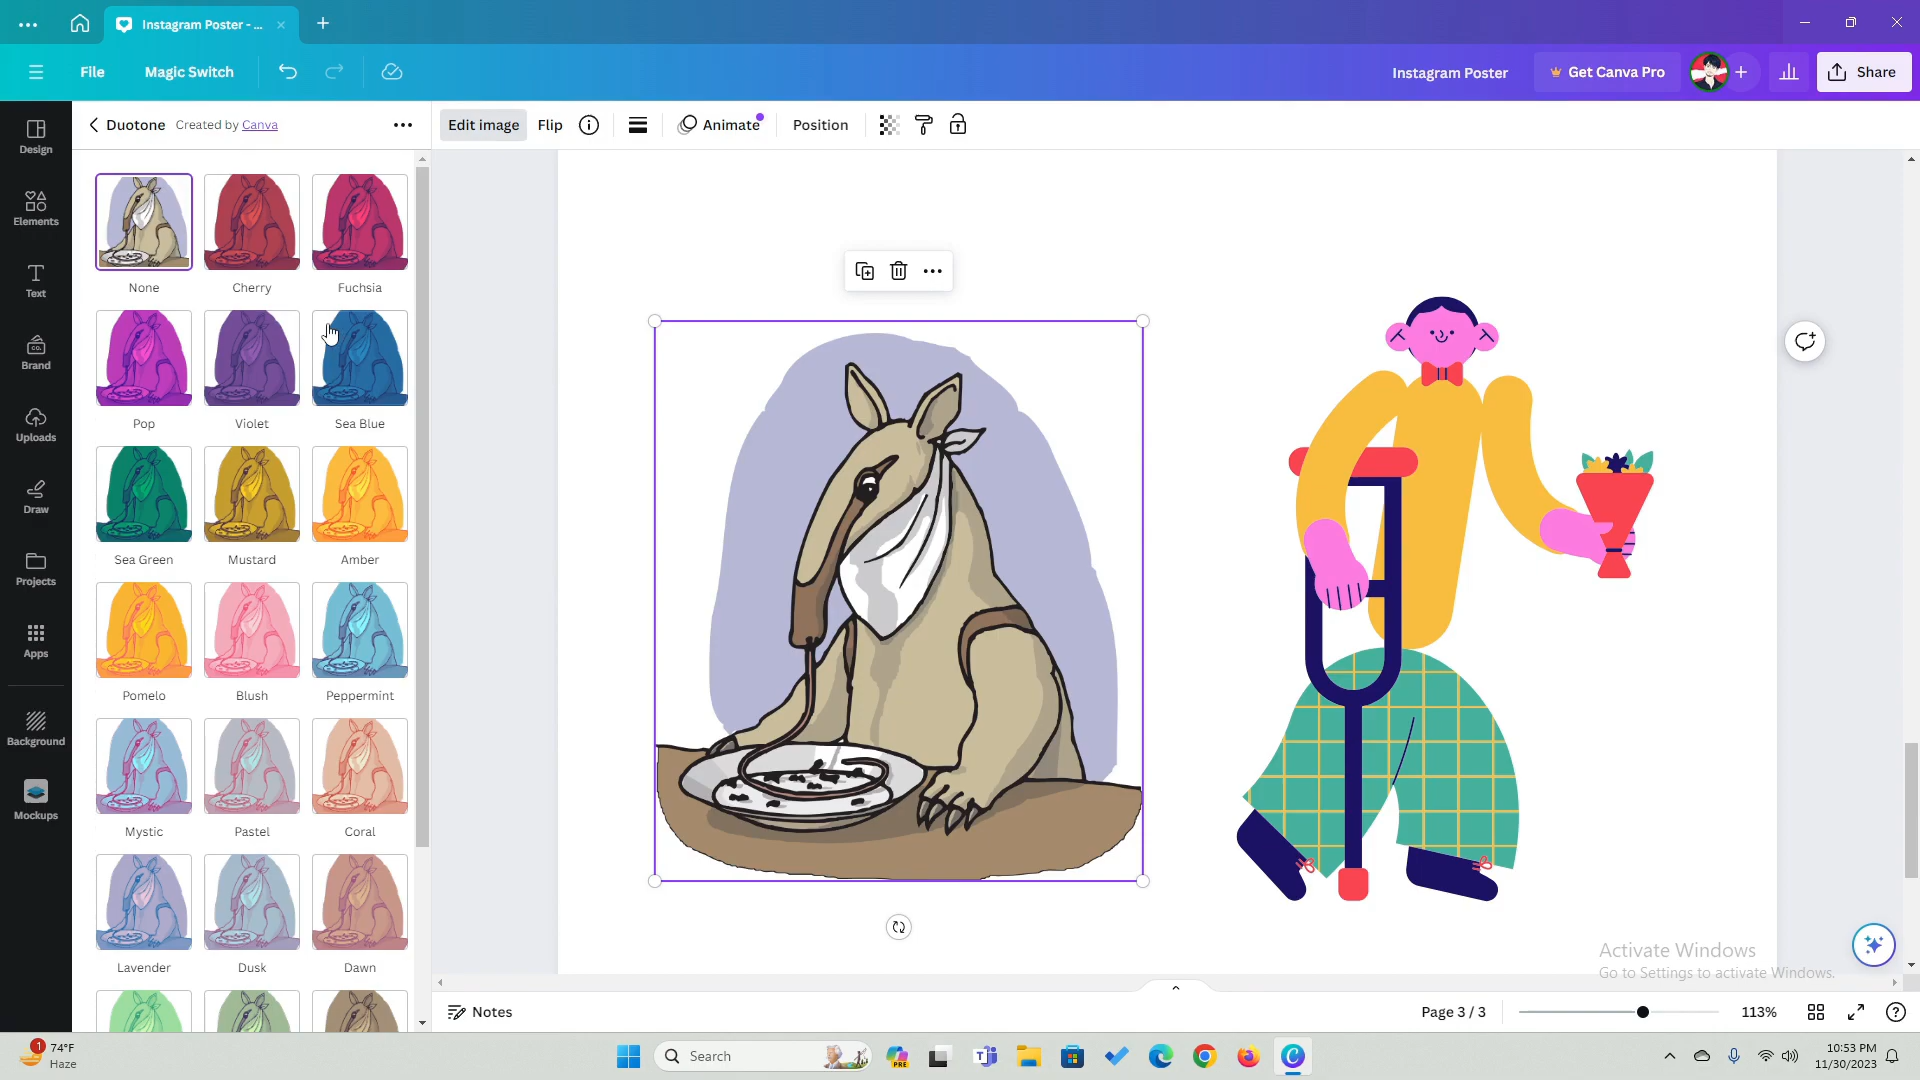 Instagram Poster - ...
File
Magic Switch
Instagram Poster
Get Canva Pro
Share
Design
Elements
Text
Brand
Uploads
Draw
Projects
Apps
Background
Mockups
Duotone Created by Canva
Edit image
Flip
Animate
Position
None
Cherry
Fuchsia
Pop
Violet
Sea Blue
Sea Green
Mustard
Amber
Pomelo
Blush
Peppermint
Mystic
Pastel
Coral
Lavender
Dusk
Dawn
Activate Windows
Go to Settings to activate Windows.
Notes
Page 3 / 3
113%
1
74°F
Haze
Search
PRE
10:53 PM
11/30/2023